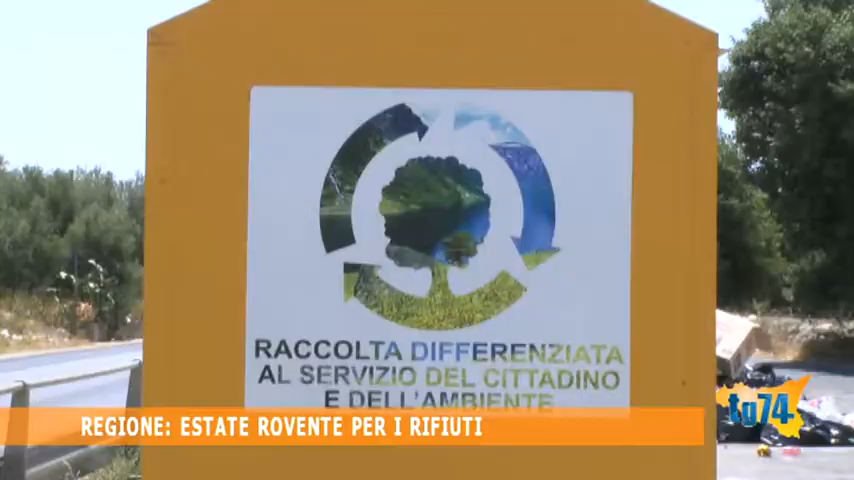 RACCOLTA DIFFERENZIATA
AL SERVIZIO DEL CITTADINO
E DELL'AMBIENTE
REGIONE: ESTATE ROVENTE PER I RIFIUTI
tg74